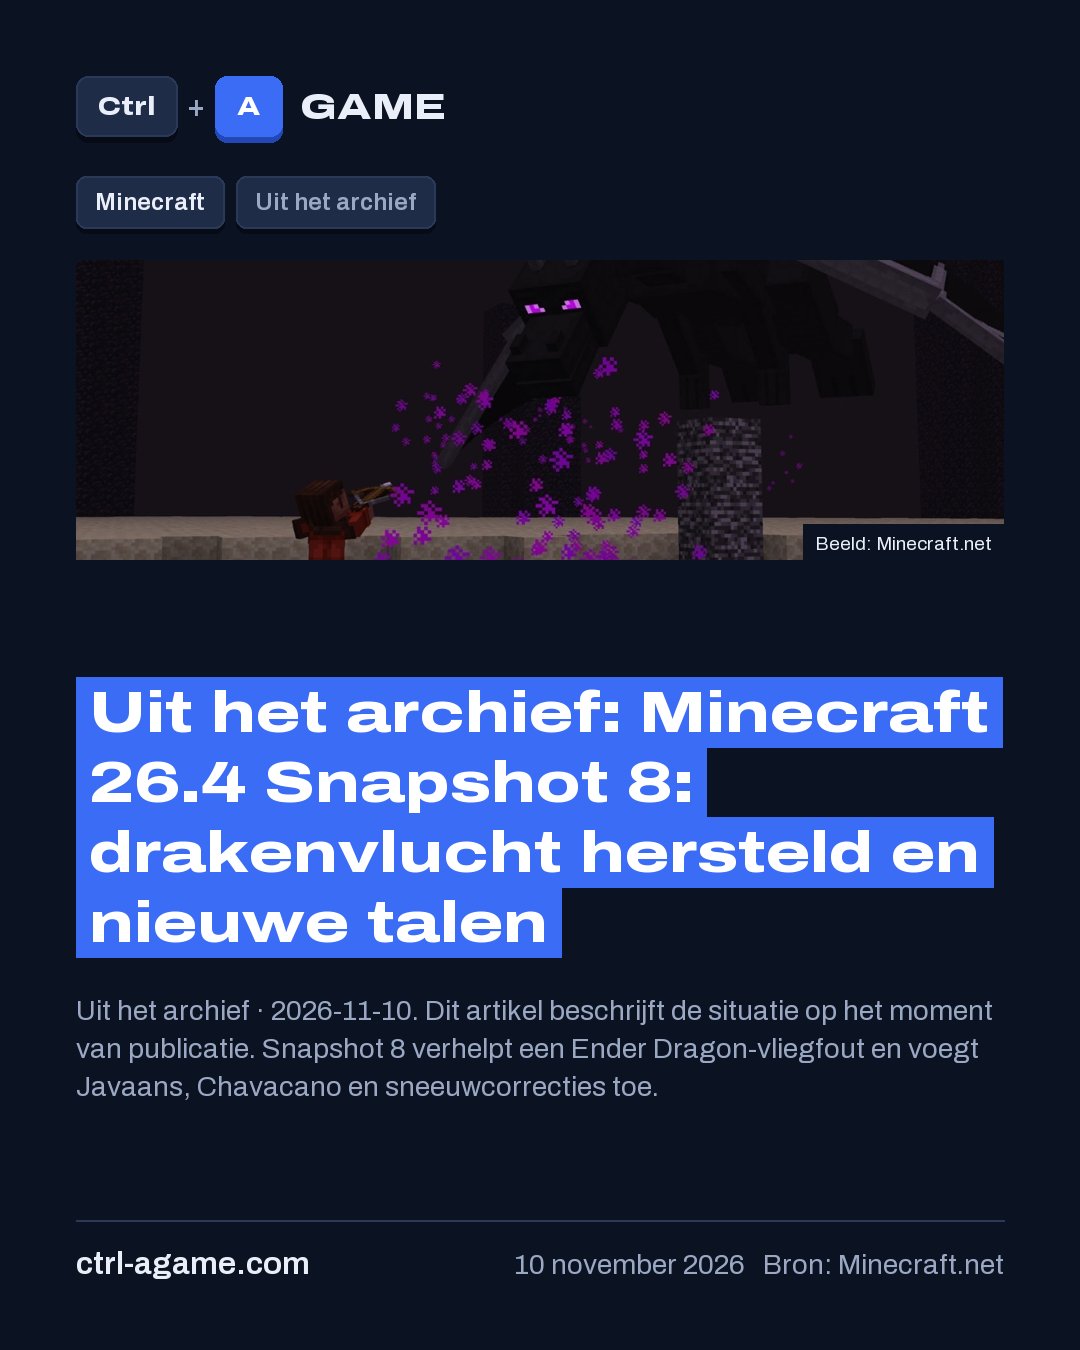 Ctrl + A GAME
Minecraft Uit het archief
Beeld: Minecraft.net
Uit het archief: Minecraft
26.4 Snapshot 8:
drakenvlucht hersteld en
nieuwe talen
Uit het archief · 2026-11-10. Dit artikel beschrijft de situatie op het moment
van publicatie. Snapshot 8 verhelpt een Ender Dragon-vliegfout en voegt
Javaans, Chavacano en sneeuwcorrecties toe.
ctrl-agame.com 10 november 2026 Bron: Minecraft.net